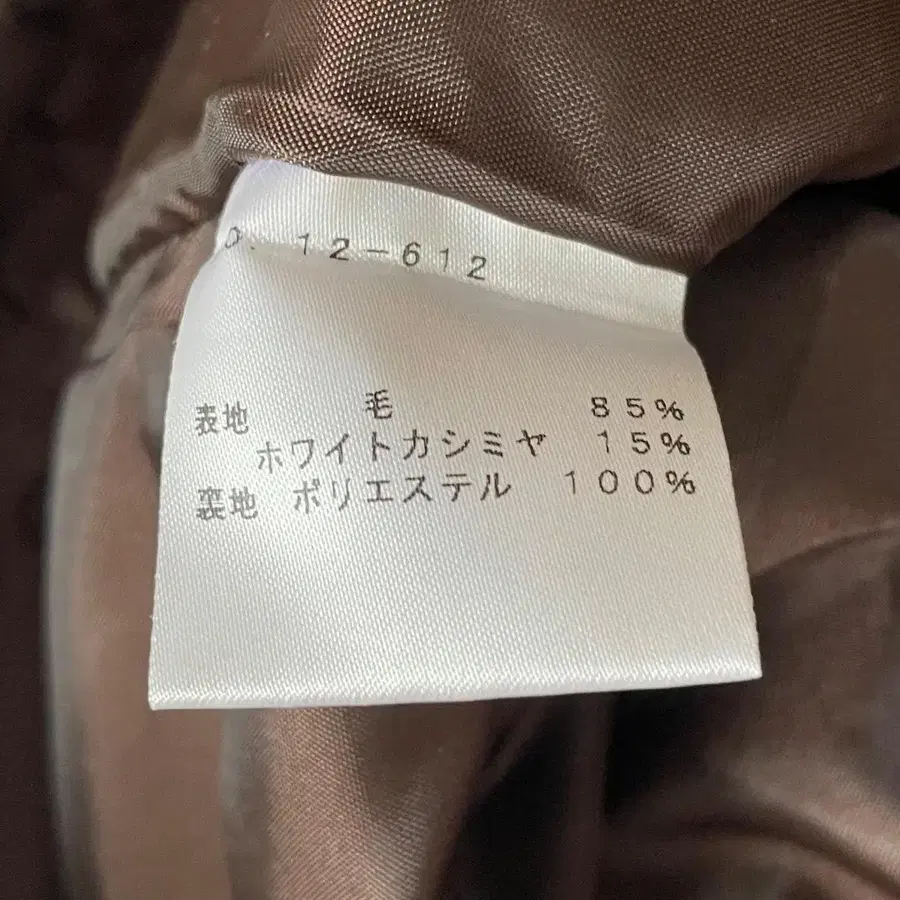 12-612
表地 毛 85%
ホワイトカシミヤ 15%
裏地 ポリエステル 100%